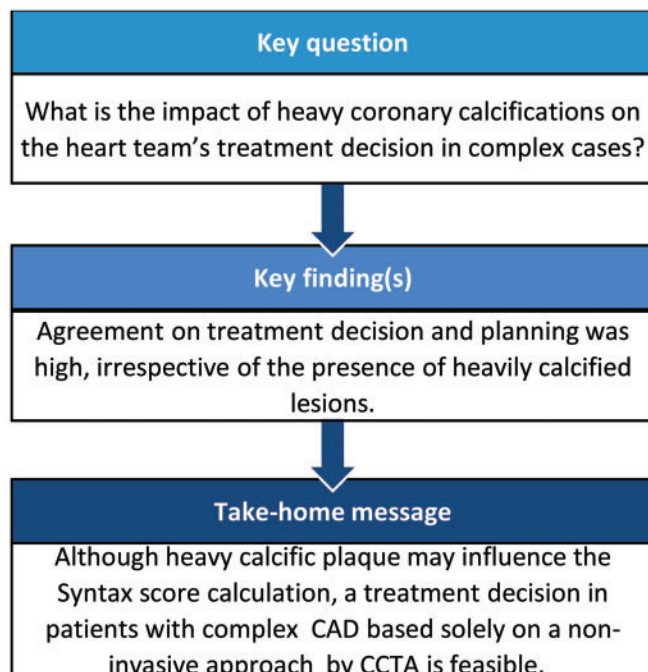 Key question
What is the impact of heavy coronary calcifications on
the heart team's treatment decision in complex cases?
Key finding(s)
Agreement on treatment decision and planning was
high, irrespective of the presence of heavily calcified
lesions.
Take-home message
Although heavy calcific plaque may influence the
Syntax score calculation, a treatment decision in
patients with complex CAD based solely on a non-
invasive approach by CCTA is feasible.